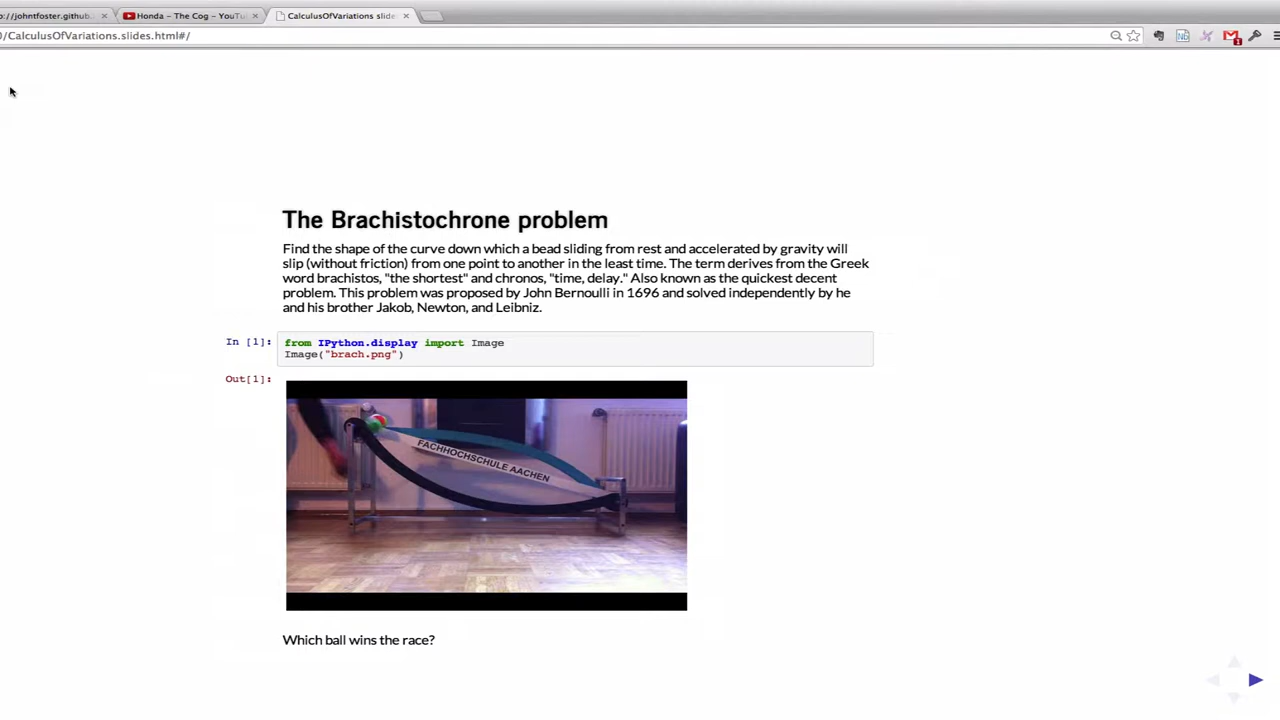 p://johntfoster.github.
Honda – The Cog – YouTu
CalculusOfVariations slide
0/CalculusOfVariations.slides.html#/
The Brachistochrone problem
Find the shape of the curve down which a bead sliding from rest and accelerated by gravity will
slip (without friction) from one point to another in the least time. The term derives from the Greek
word brachistos, "the shortest" and chronos, "time, delay." Also known as the quickest decent
problem. This problem was proposed by John Bernoulli in 1696 and solved independently by he
and his brother Jakob, Newton, and Leibniz.
In [1]:
from IPython.display import Image
Image("brach.png")
Out[1]:
FACHHOCHSCHULE AACHEN
Which ball wins the race?